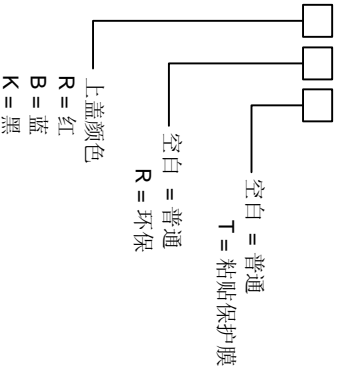 上盖颜色
R = 红
B = 蓝
K = 黑
空白 = 普通
R = 环保
空白 = 普通
T = 粘贴保护膜